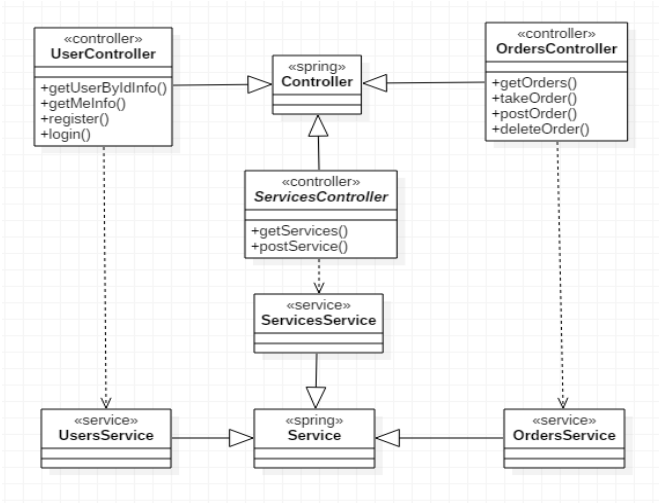 «controller»
UserController
+getUserByIdInfo()
+getMeInfo()
+register()
+login()
«spring»
Controller
«controller»
OrdersController
+getOrders()
+takeOrder()
+postOrder()
+deleteOrder()
«controller»
ServicesController
+getServices()
+postService()
«service»
ServicesService
«service»
UsersService
«spring»
Service
«service»
OrdersService